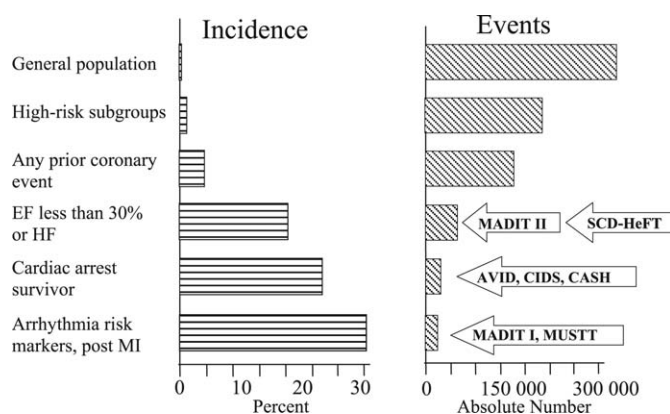 Incidence
Events
General population
High-risk subgroups
Any prior coronary
event
EF less than 30%
or HF
MADIT II
SCD-HeFT
Cardiac arrest
survivor
AVID, CIDS, CASH
Arrhythmia risk
markers, post MI
MADIT I, MUSTT
0 10 20 30
Percent
0 150 000 300 000
Absolute Number